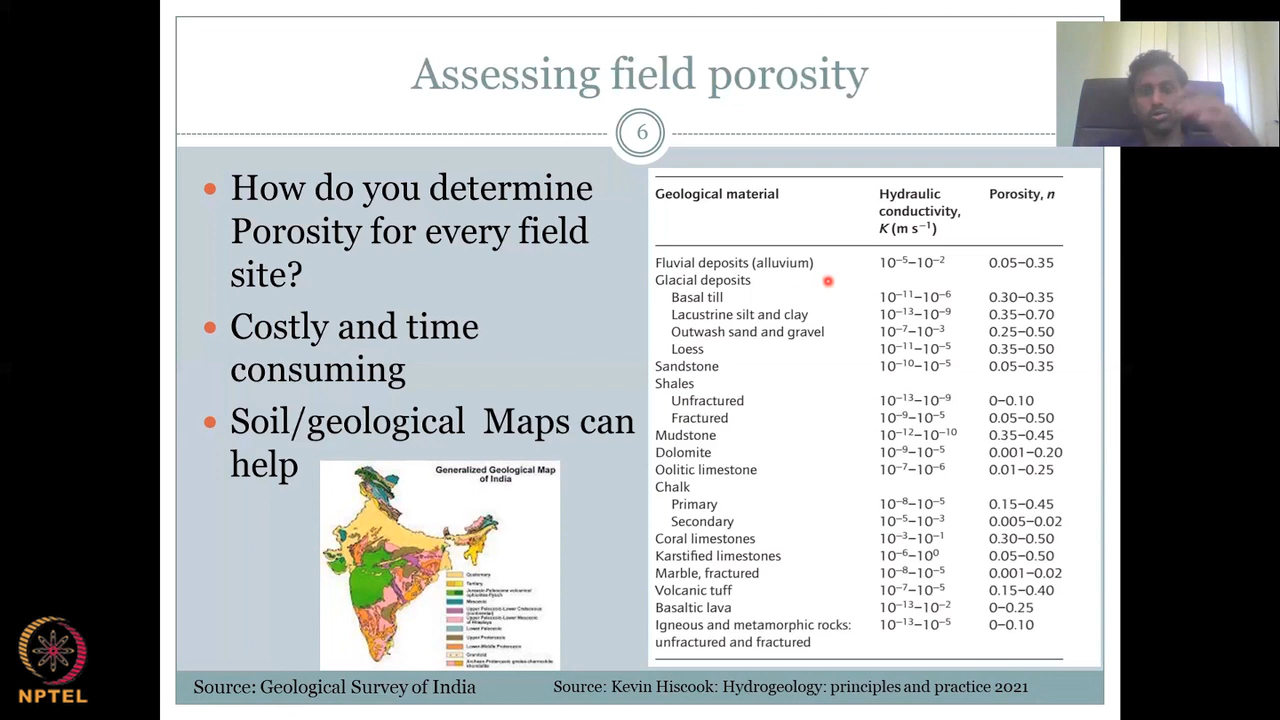 Assessing field porosity
6
• How do you determine
Porosity for every field
site?
• Costly and time
consuming
• Soil/geological Maps can
help
Generalized Geological Map
of India
Quaternary
Tertiary
Mesozoic
Lower Paleozoic
Upper Proterozoic
Lower-Middle Proterozoic
Source: Geological Survey of India
Geological material Hydraulic Porosity, n
conductivity,
K (m s⁻¹)
Fluvial deposits (alluvium) 10⁻⁵–10⁻² 0.05–0.35
Glacial deposits
Basal till 10⁻¹¹–10⁻⁶ 0.30–0.35
Lacustrine silt and clay 10⁻¹³–10⁻⁹ 0.35–0.70
Outwash sand and gravel 10⁻⁷–10⁻³ 0.25–0.50
Loess 10⁻¹¹–10⁻⁵ 0.35–0.50
Sandstone 10⁻¹⁰–10⁻⁵ 0.05–0.35
Shales
Unfractured 10⁻¹³–10⁻⁹ 0–0.10
Fractured 10⁻⁹–10⁻⁵ 0.05–0.50
Mudstone 10⁻¹²–10⁻¹⁰ 0.35–0.45
Dolomite 10⁻⁹–10⁻⁵ 0.001–0.20
Oolitic limestone 10⁻⁷–10⁻⁶ 0.01–0.25
Chalk
Primary 10⁻⁸–10⁻⁵ 0.15–0.45
Secondary 10⁻⁵–10⁻³ 0.005–0.02
Coral limestones 10⁻³–10⁻¹ 0.30–0.50
Karstified limestones 10⁻⁶–10⁰ 0.05–0.50
Marble, fractured 10⁻⁸–10⁻⁵ 0.001–0.02
Volcanic tuff 10⁻⁷–10⁻⁵ 0.15–0.40
Basaltic lava 10⁻¹³–10⁻² 0–0.25
Igneous and metamorphic rocks: 10⁻¹³–10⁻⁵ 0–0.10
unfractured and fractured
Source: Kevin Hiscook: Hydrogeology: principles and practice 2021
NPTEL